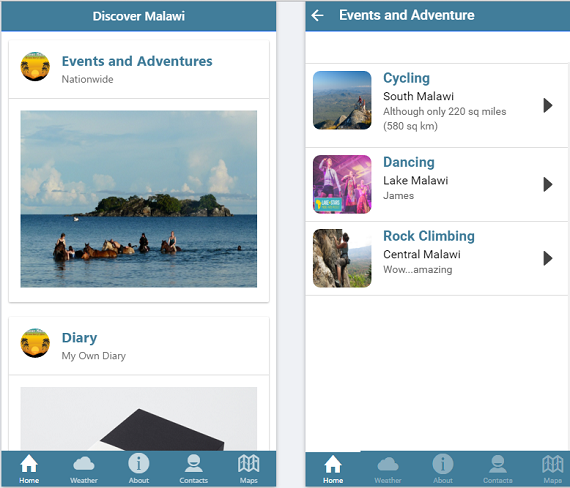 Discover Malawi
Events and Adventures
Nationwide
Diary
My Own Diary
Home
Weather
About
Contacts
Maps
Events and Adventure
Cycling
South Malawi
Although only 220 sq miles
(580 sq km)
Dancing
Lake Malawi
James
Rock Climbing
Central Malawi
Wow...amazing
Home
Weather
About
Contacts
Maps